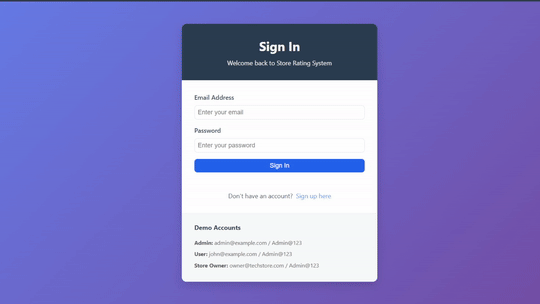 Sign In
Welcome back to Store Rating System
Email Address
Enter your email
Password
Enter your password
Sign In
Don't have an account? Sign up here
Demo Accounts
Admin: admin@example.com / Admin@123
User: john@example.com / Admin@123
Store Owner: owner@techstore.com / Admin@123